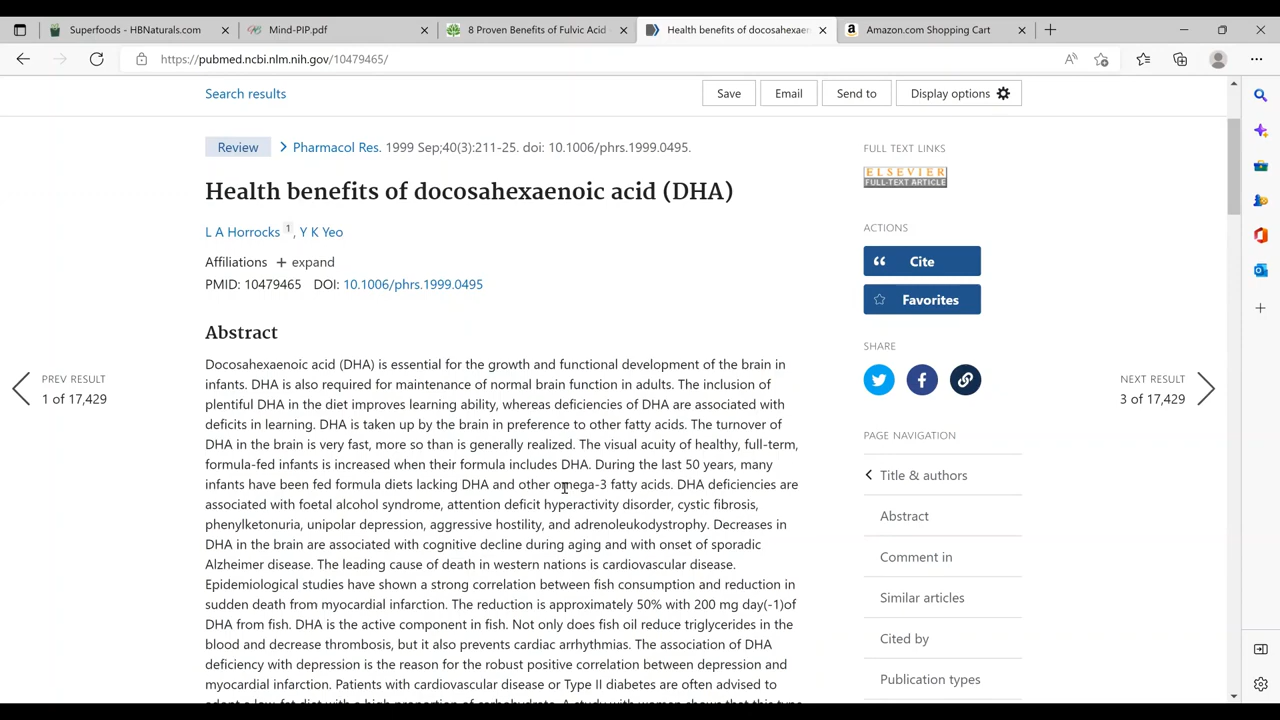 Superfoods - HBNaturals.com
Mind-PIP.pdf
8 Proven Benefits of Fulvic Acid
Health benefits of docosahexaen
Amazon.com Shopping Cart
https://pubmed.ncbi.nlm.nih.gov/10479465/
Search results
Save
Email
Send to
Display options
Review
Pharmacol Res. 1999 Sep;40(3):211-25. doi: 10.1006/phrs.1999.0495.
Health benefits of docosahexaenoic acid (DHA)
L A Horrocks 1, Y K Yeo
Affiliations + expand
PMID: 10479465 DOI: 10.1006/phrs.1999.0495
Abstract
Docosahexaenoic acid (DHA) is essential for the growth and functional development of the brain in
infants. DHA is also required for maintenance of normal brain function in adults. The inclusion of
plentiful DHA in the diet improves learning ability, whereas deficiencies of DHA are associated with
deficits in learning. DHA is taken up by the brain in preference to other fatty acids. The turnover of
DHA in the brain is very fast, more so than is generally realized. The visual acuity of healthy, full-term,
formula-fed infants is increased when their formula includes DHA. During the last 50 years, many
infants have been fed formula diets lacking DHA and other omega-3 fatty acids. DHA deficiencies are
associated with foetal alcohol syndrome, attention deficit hyperactivity disorder, cystic fibrosis,
phenylketonuria, unipolar depression, aggressive hostility, and adrenoleukodystrophy. Decreases in
DHA in the brain are associated with cognitive decline during aging and with onset of sporadic
Alzheimer disease. The leading cause of death in western nations is cardiovascular disease.
Epidemiological studies have shown a strong correlation between fish consumption and reduction in
sudden death from myocardial infarction. The reduction is approximately 50% with 200 mg day(-1)of
DHA from fish. DHA is the active component in fish. Not only does fish oil reduce triglycerides in the
blood and decrease thrombosis, but it also prevents cardiac arrhythmias. The association of DHA
deficiency with depression is the reason for the robust positive correlation between depression and
myocardial infarction. Patients with cardiovascular disease or Type II diabetes are often advised to
adopt a low-fat diet with a high proportion of carbohydrate. A study with women shows that this type
PREV RESULT
1 of 17,429
NEXT RESULT
3 of 17,429
FULL TEXT LINKS
ELSEVIER
FULL-TEXT ARTICLE
ACTIONS
Cite
Favorites
SHARE
PAGE NAVIGATION
Title & authors
Abstract
Comment in
Similar articles
Cited by
Publication types